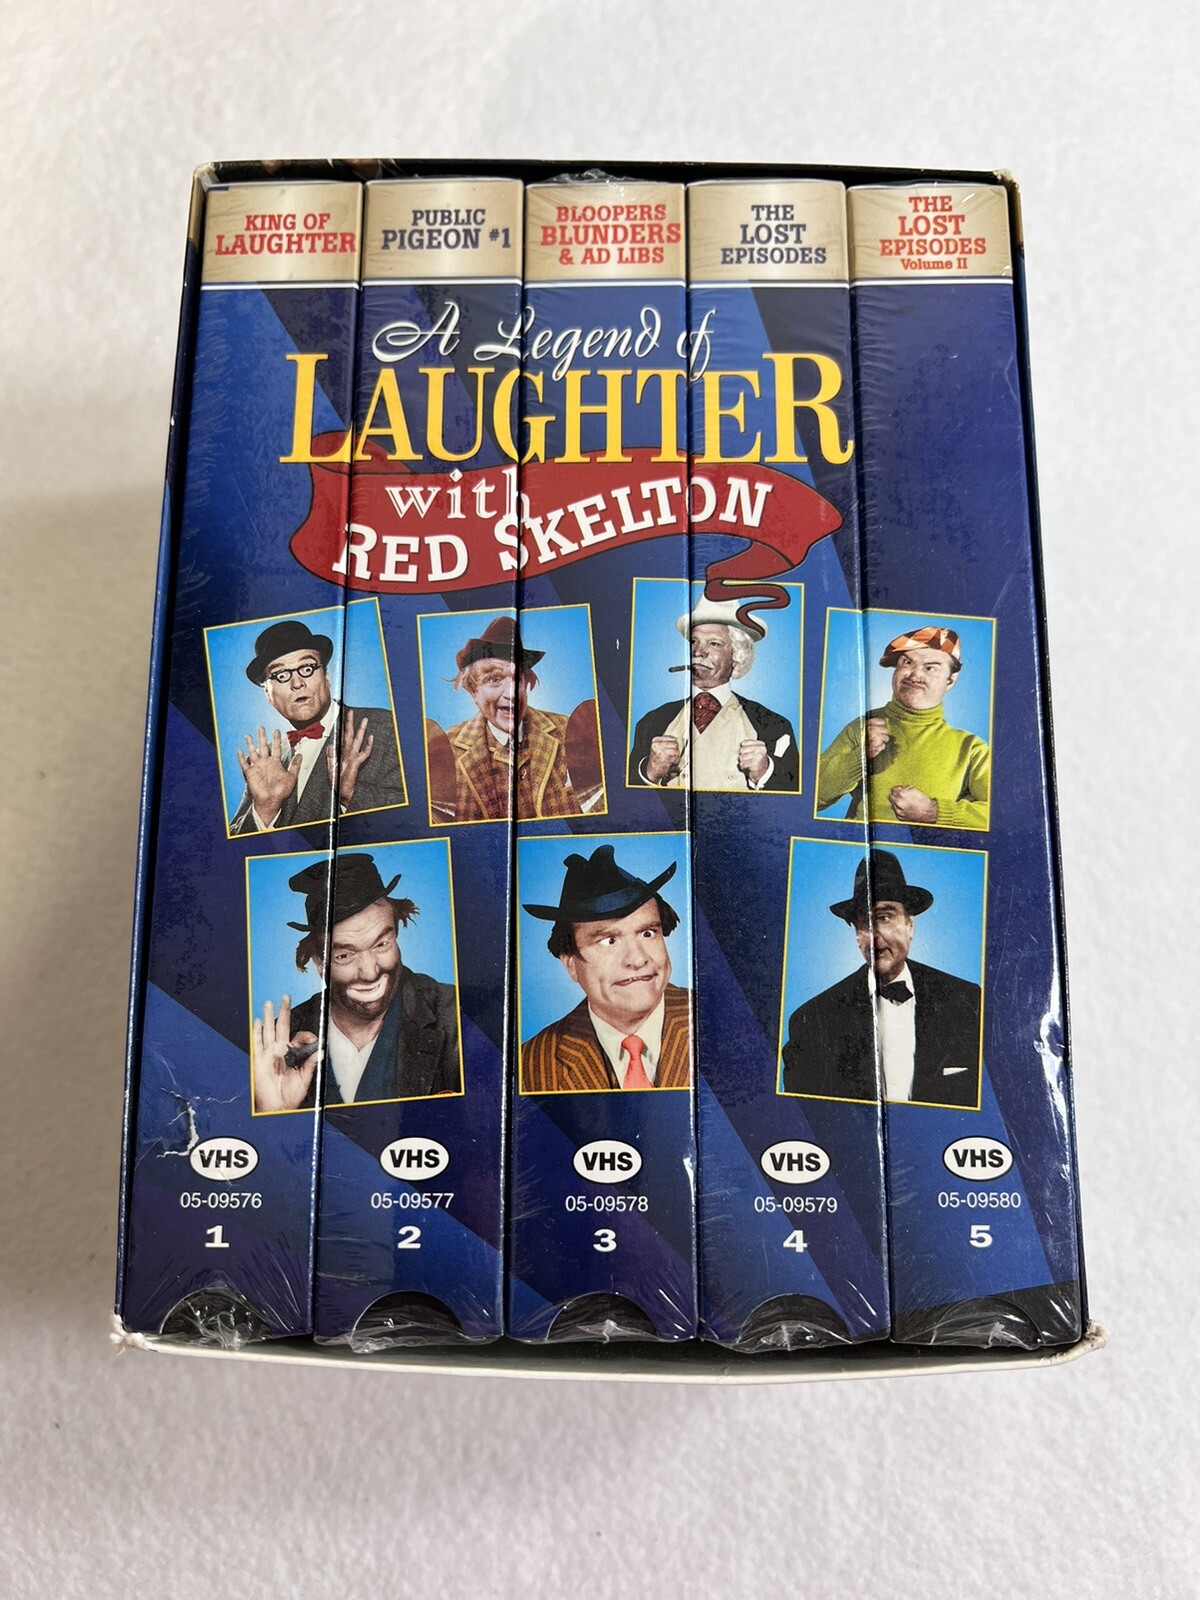 KING OF
LAUGHTER
PUBLIC
PIGEON #1
BLOOPERS
BLUNDERS
& AD LIBS
THE
LOST
EPISODES
THE
LOST
EPISODES
Volume II
A Legend of
LAUGHTER
with
RED SKELTON
VHS
05-09576
1
VHS
05-09577
2
VHS
05-09578
3
VHS
05-09579
4
VHS
05-09580
5